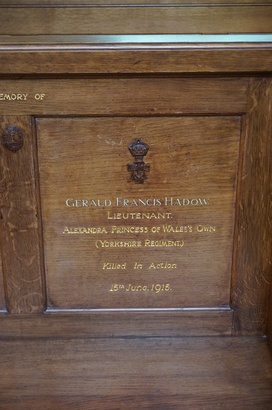 EMORY OF
GERALD FRANCIS HADOW
LIEUTENANT
ALEXANDRA, PRINCESS OF WALES'S OWN
(YORKSHIRE REGIMENT)
Killed In Action
15th June, 1915.